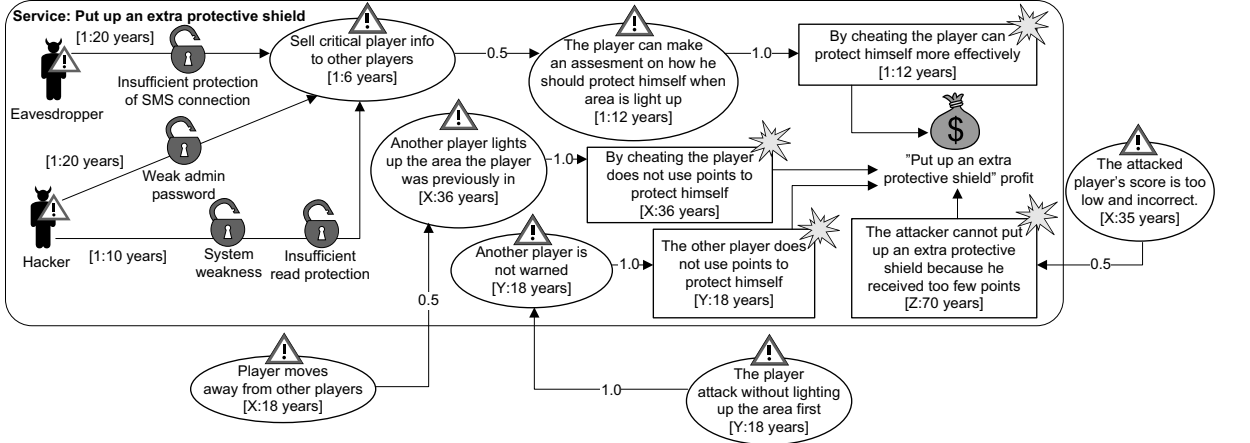 Service: Put up an extra protective shield
[1:20 years]
Eavesdropper
Insufficient protection
of SMS connection
Sell critical player info
to other players
[1:6 years]
0.5
The player can make
an assesment on how he
should protect himself when
area is light up
[1:12 years]
1.0
By cheating the player can
protect himself more effectively
[1:12 years]
$
"Put up an extra
protective shield" profit
[1:20 years]
Weak admin
password
Hacker
[1:10 years]
System
weakness
Insufficient
read protection
Another player lights
up the area the player
was previously in
[X:36 years]
1.0
By cheating the player
does not use points to
protect himself
[X:36 years]
Another player is
not warned
[Y:18 years]
1.0
The other player does
not use points to
protect himself
[Y:18 years]
The attacker cannot put
up an extra protective
shield because he
received too few points
[Z:70 years]
0.5
The attacked
player's score is too
low and incorrect.
[X:35 years]
0.5
Player moves
away from other players
[X:18 years]
1.0
The player
attack without lighting
up the area first
[Y:18 years]